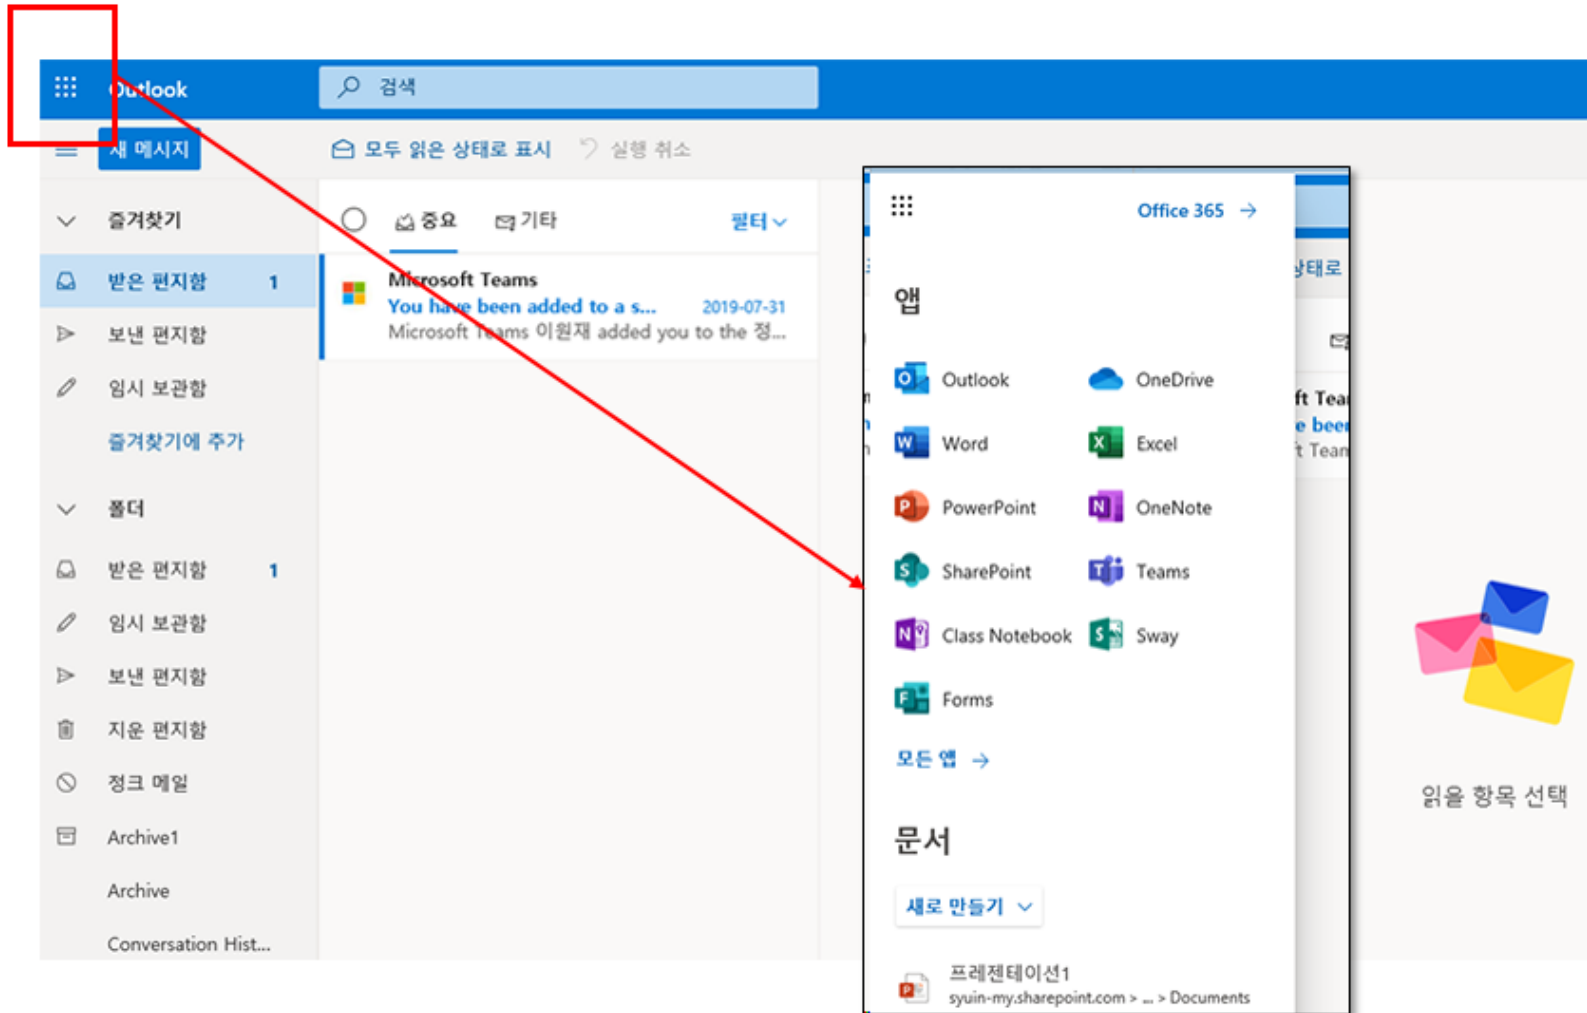 Outlook
검색
새 메시지
모두 읽은 상태로 표시
실행 취소
즐겨찾기
받은 편지함 1
보낸 편지함
임시 보관함
즐겨찾기에 추가
폴더
받은 편지함 1
임시 보관함
보낸 편지함
지운 편지함
정크 메일
Archive1
Archive
Conversation Hist...
중요
기타
필터
Microsoft Teams
You have been added to a s... 2019-07-31
Microsoft Teams 이원재 added you to the 정...
Office 365 →
앱
Outlook
OneDrive
Word
Excel
PowerPoint
OneNote
SharePoint
Teams
Class Notebook
Sway
Forms
모든 앱 →
문서
새로 만들기
프레젠테이션1
syuin-my.sharepoint.com > ... > Documents
상태로
ft Tea
e been
t Team
읽을 항목 선택